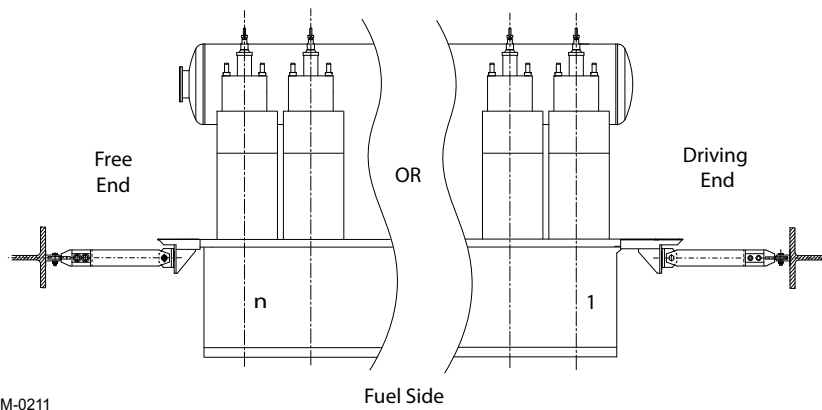 Free
End
OR
Driving
End
n
1
Fuel Side
M-0211